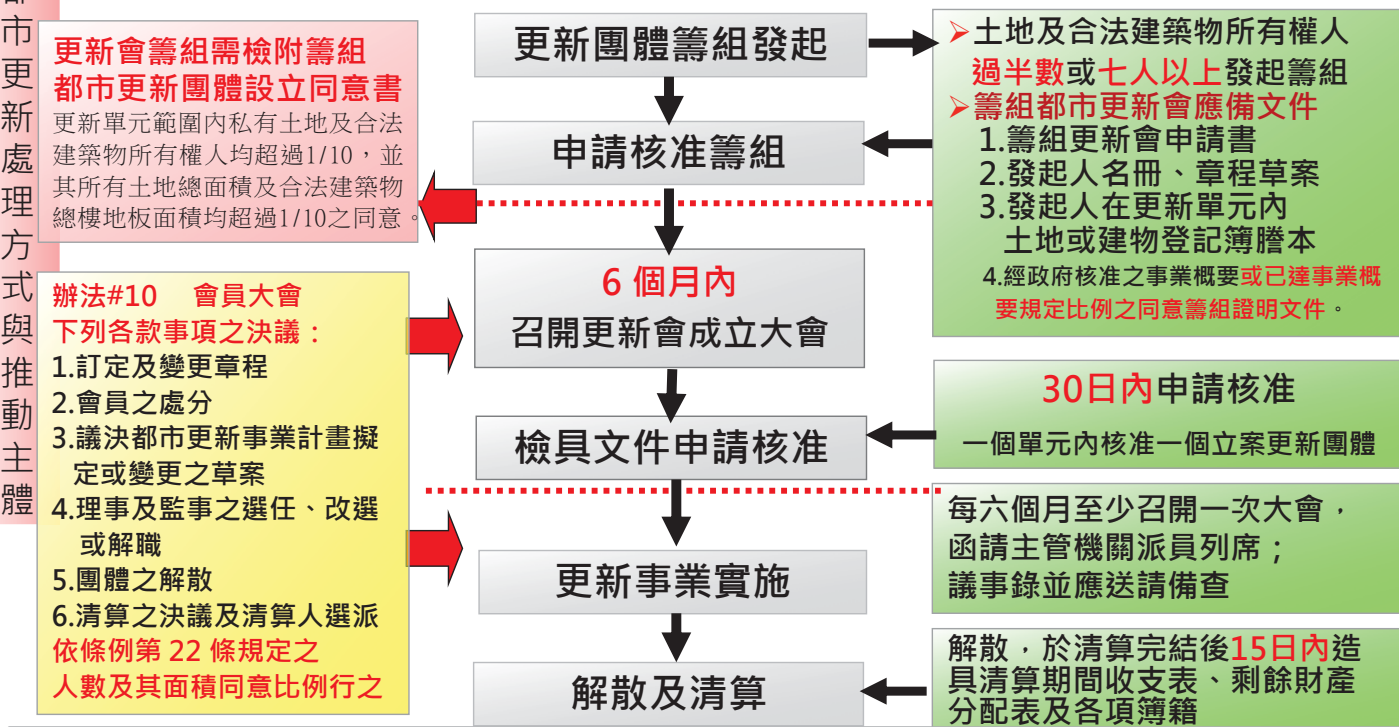 都市更新處理方式與推動主體
更新會籌組需檢附籌組
都市更新團體設立同意書
更新單元範圍內私有土地及合法
建築物所有權人均超過1/10，並
其所有土地總面積及合法建築物
總樓地板面積均超過1/10之同意。
辦法#10 會員大會
下列各款事項之決議：
1.訂定及變更章程
2.會員之處分
3.議決都市更新事業計畫擬
定或變更之草案
4.理事及監事之選任、改選
或解職
5.團體之解散
6.清算之決議及清算人選派
依條例第 22 條規定之
人數及其面積同意比例行之
更新團體籌組發起
申請核准籌組
6 個月內
召開更新會成立大會
檢具文件申請核准
更新事業實施
解散及清算
➢土地及合法建築物所有權人
過半數或七人以上發起籌組
➢籌組都市更新會應備文件
1.籌組更新會申請書
2.發起人名冊、章程草案
3.發起人在更新單元內
土地或建物登記簿謄本
4.經政府核准之事業概要或已達事業概
要規定比例之同意籌組證明文件。
30日內申請核准
一個單元內核准一個立案更新團體
每六個月至少召開一次大會，
函請主管機關派員列席；
議事錄並應送請備查
解散，於清算完結後15日內造
具清算期間收支表、剩餘財產
分配表及各項簿籍